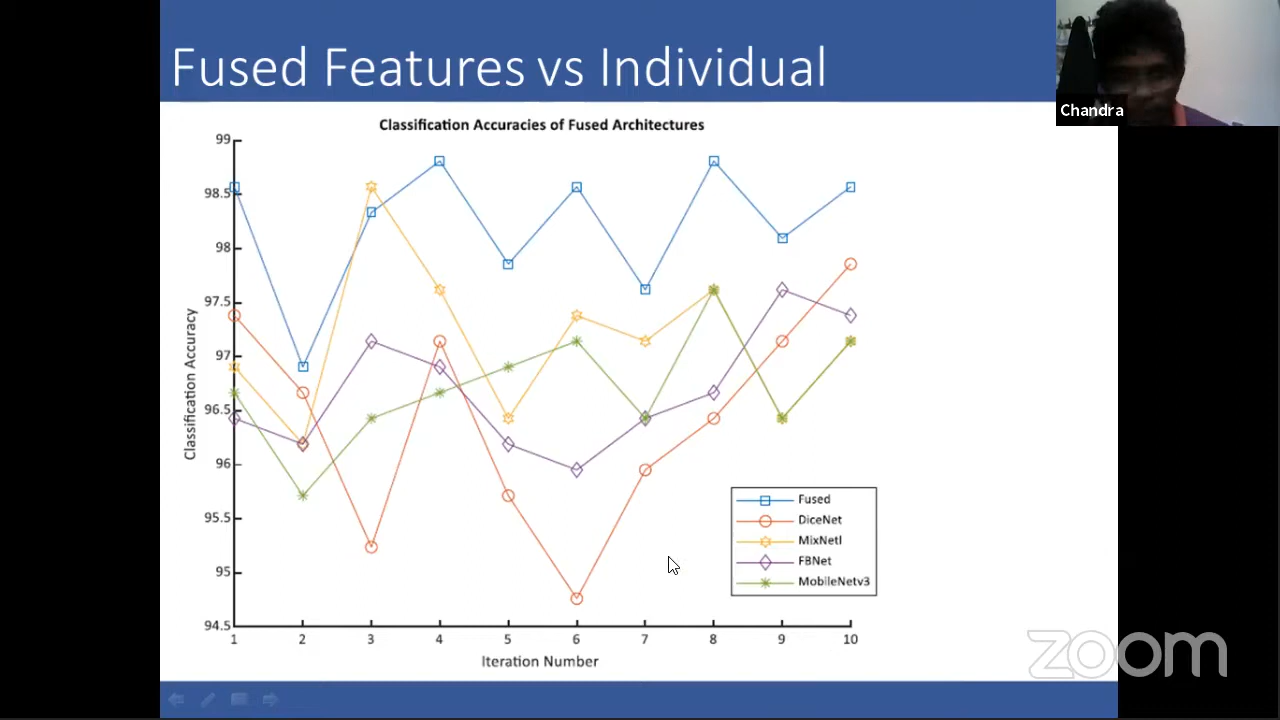 Fused Features vs Individual
Chandra
Classification Accuracies of Fused Architectures
99
98.5
98
97.5
97
96.5
96
95.5
95
94.5
Classification Accuracy
1 2 3 4 5 6 7 8 9 10
Iteration Number
Fused
DiceNet
MixNetl
FBNet
MobileNetv3
zoom